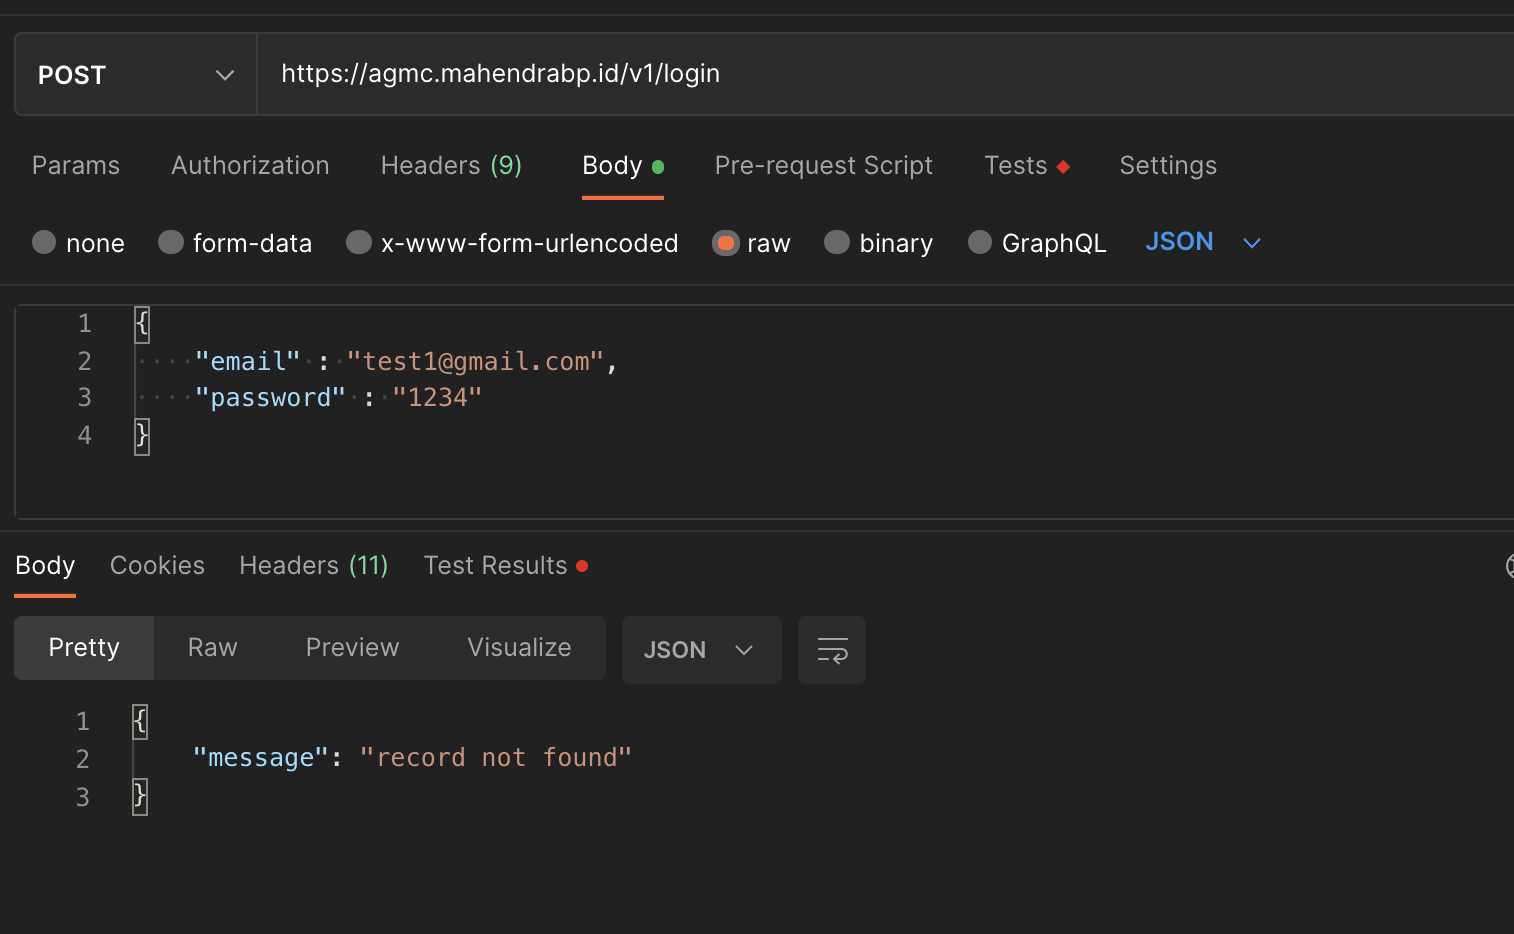 POST https://agmc.mahendrabp.id/v1/login
Params Authorization Headers (9) Body Pre-request Script Tests Settings
none form-data x-www-form-urlencoded raw binary GraphQL JSON
1 {
2 "email" : "test1@gmail.com",
3 "password" : "1234"
4 }
Body Cookies Headers (11) Test Results
Pretty Raw Preview Visualize JSON
1 {
2 "message": "record not found"
3 }